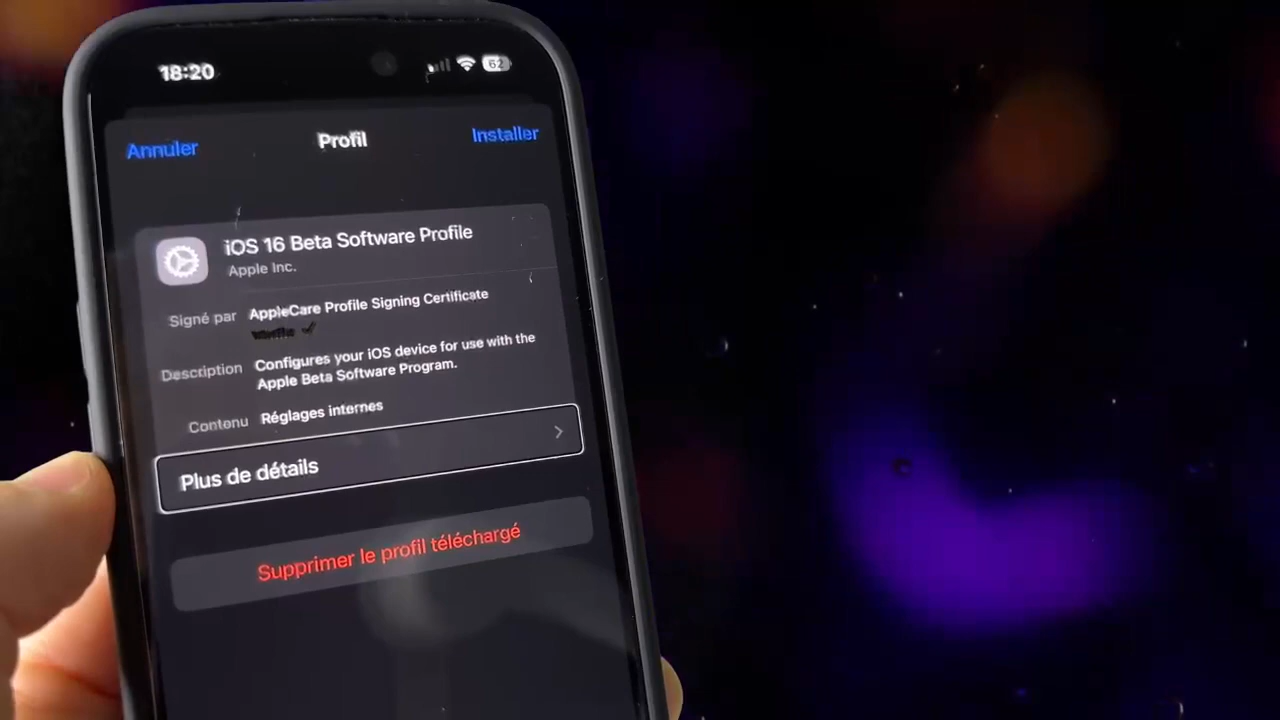 18:20
62
Annuler
Profil
Installer
iOS 16 Beta Software Profile
Apple Inc.
Signé par
AppleCare Profile Signing Certificate
Description
Configures your iOS device for use with the
Apple Beta Software Program.
Contenu
Réglages internes
Plus de détails
Supprimer le profil téléchargé